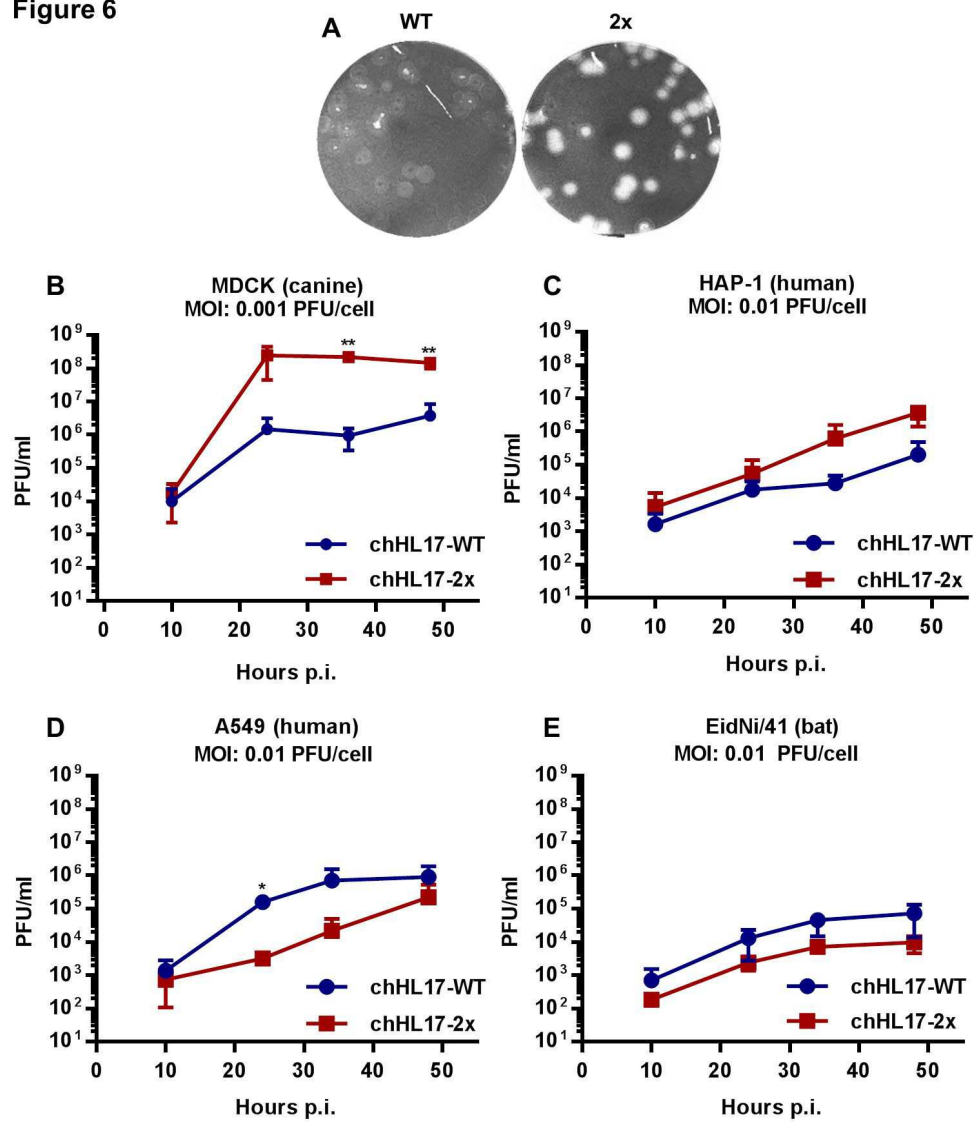 Figure 6
A
WT
2x
B
MDCK (canine)
MOI: 0.001 PFU/cell
10⁹
10⁸
10⁷
10⁶
10⁵
10⁴
10³
10²
10¹
PFU/ml
**
**
chHL17-WT
chHL17-2x
0 10 20 30 40 50
Hours p.i.
C
HAP-1 (human)
MOI: 0.01 PFU/cell
10⁹
10⁸
10⁷
10⁶
10⁵
10⁴
10³
10²
10¹
PFU/ml
chHL17-WT
chHL17-2x
0 10 20 30 40 50
Hours p.i.
D
A549 (human)
MOI: 0.01 PFU/cell
10⁹
10⁸
10⁷
10⁶
10⁵
10⁴
10³
10²
10¹
PFU/ml
*
chHL17-WT
chHL17-2x
0 10 20 30 40 50
Hours p.i.
E
EidNi/41 (bat)
MOI: 0.01 PFU/cell
10⁹
10⁸
10⁷
10⁶
10⁵
10⁴
10³
10²
10¹
PFU/ml
chHL17-WT
chHL17-2x
0 10 20 30 40 50
Hours p.i.